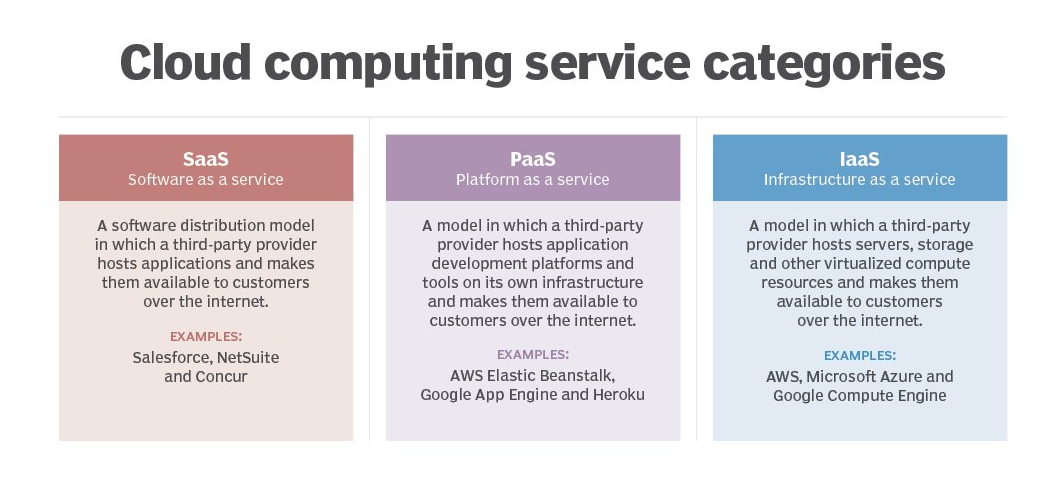 Cloud computing service categories
SaaS
Software as a service
A software distribution model
in which a third-party provider
hosts applications and makes
them available to customers
over the internet.
EXAMPLES:
Salesforce, NetSuite
and Concur
PaaS
Platform as a service
A model in which a third-party
provider hosts application
development platforms and
tools on its own infrastructure
and makes them available to
customers over the internet.
EXAMPLES:
AWS Elastic Beanstalk,
Google App Engine and Heroku
IaaS
Infrastructure as a service
A model in which a third-party
provider hosts servers, storage
and other virtualized compute
resources and makes them
available to customers
over the internet.
EXAMPLES:
AWS, Microsoft Azure and
Google Compute Engine